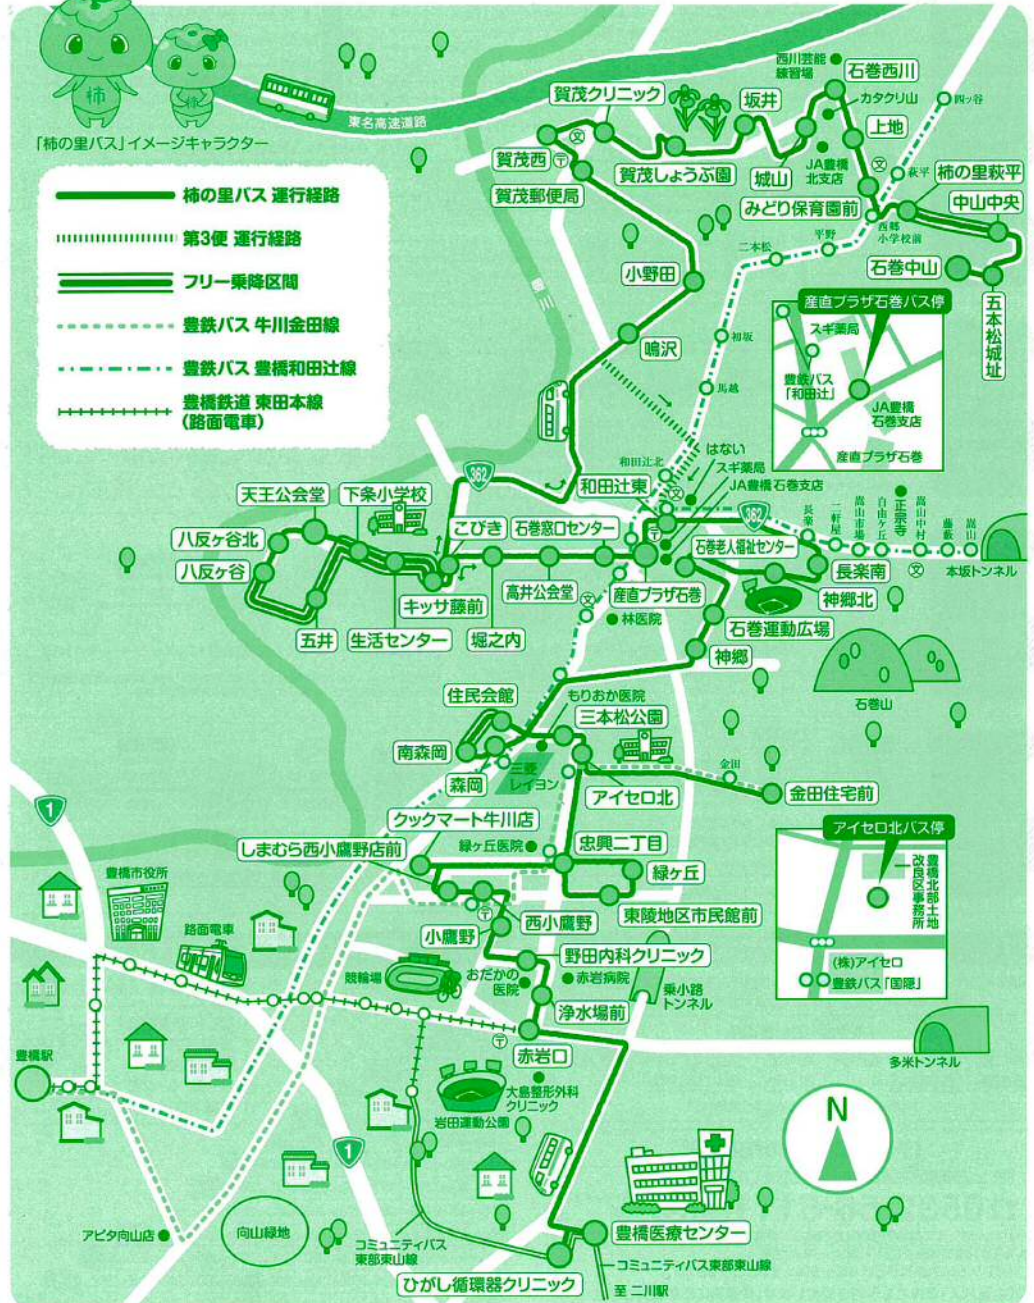 柿
柿
「柿の里バス」イメージキャラクター
東名高速道路
柿の里バス 運行経路
第3便 運行経路
フリー乗降区間
豊鉄バス 牛川金田線
豊鉄バス 豊橋和田辻線
豊橋鉄道 東田本線
(路面電車)
西川芸能
練習場
石巻西川
カタクリ山
四ッ谷
賀茂クリニック
坂井
上地
賀茂西
賀茂しょうぶ園
城山
JA豊橋
北支店
萩平
柿の里萩平
賀茂郵便局
みどり保育園前
西郷
小学校前
中山中央
平野
二本松
石巻中山
五本松城址
小野田
産直プラザ石巻バス停
スギ薬局
豊鉄バス
「和田辻」
JA豊橋
石巻支店
産直プラザ石巻
初坂
鳴沢
馬越
はない
和田辻北
スギ薬局
JA豊橋石巻支店
362
和田辻東
362
天王公会堂
下条小学校
こびき
石巻窓口センター
石巻老人福祉センター
長楽
二軒屋
嵩山市場
自由ヶ丘
正宗寺
嵩山中村
藤藪
嵩山
八反ヶ谷北
八反ヶ谷
長楽南
本坂トンネル
キッサ藤前
高井公会堂
産直プラザ石巻
神郷北
五井
生活センター
堀之内
林医院
石巻運動広場
神郷
石巻山
住民会館
もりおか医院
三本松公園
南森岡
森岡
三菱
レイヨン
金田
アイセロ北
金田住宅前
クックマート牛川店
しまむら西小鷹野店前
緑ヶ丘医院
忠興二丁目
緑ヶ丘
アイセロ北バス停
豊橋北部土地
改良区事務所
(株)アイセロ
豊鉄バス「国隠」
1
豊橋市役所
西小鷹野
東陵地区市民館前
路面電車
小鷹野
野田内科クリニック
競輪場
おだかの
医院
赤岩病院
乗小路
トンネル
浄水場前
豊橋駅
赤岩口
多米トンネル
大島整形外科
クリニック
岩田運動公園
N
1
アピタ向山店
向山緑地
コミュニティバス
東部東山線
豊橋医療センター
コミュニティバス東部東山線
ひがし循環器クリニック
至 二川駅